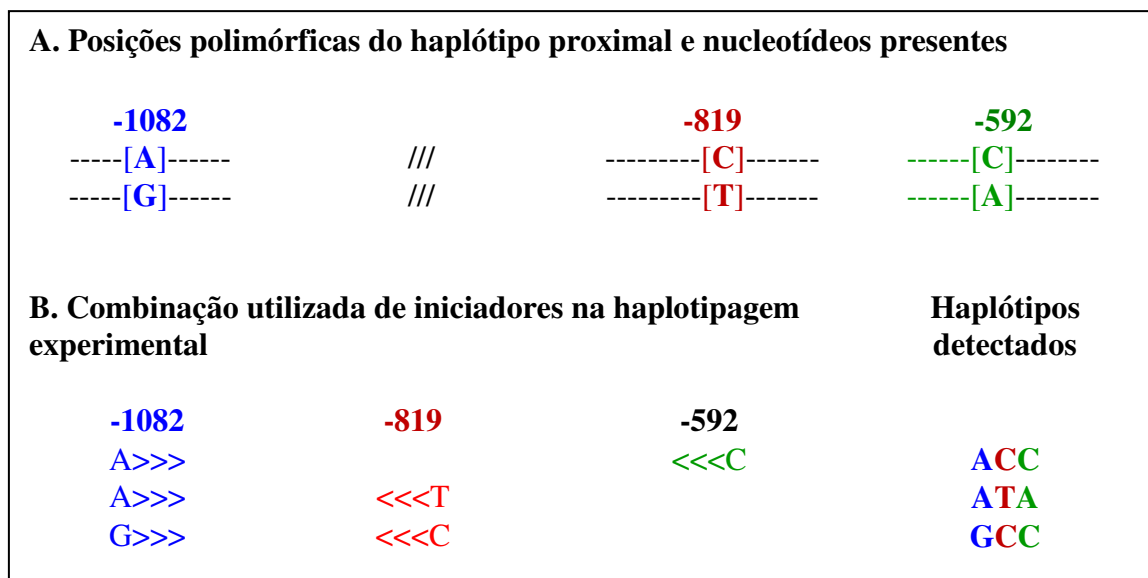 A. Posições polimórficas do haplótipo proximal e nucleotídeos presentes
-1082 -819 -592
-----[A]------ /// ---------[C]------- ------[C]--------
-----[G]------ /// ---------[T]------- ------[A]--------
B. Combinação utilizada de iniciadores na haplotipagem experimental
Haplótipos detectados
-1082 -819 -592
A>>> <<<C ACC
A>>> <<<T ATA
G>>> <<<C GCC